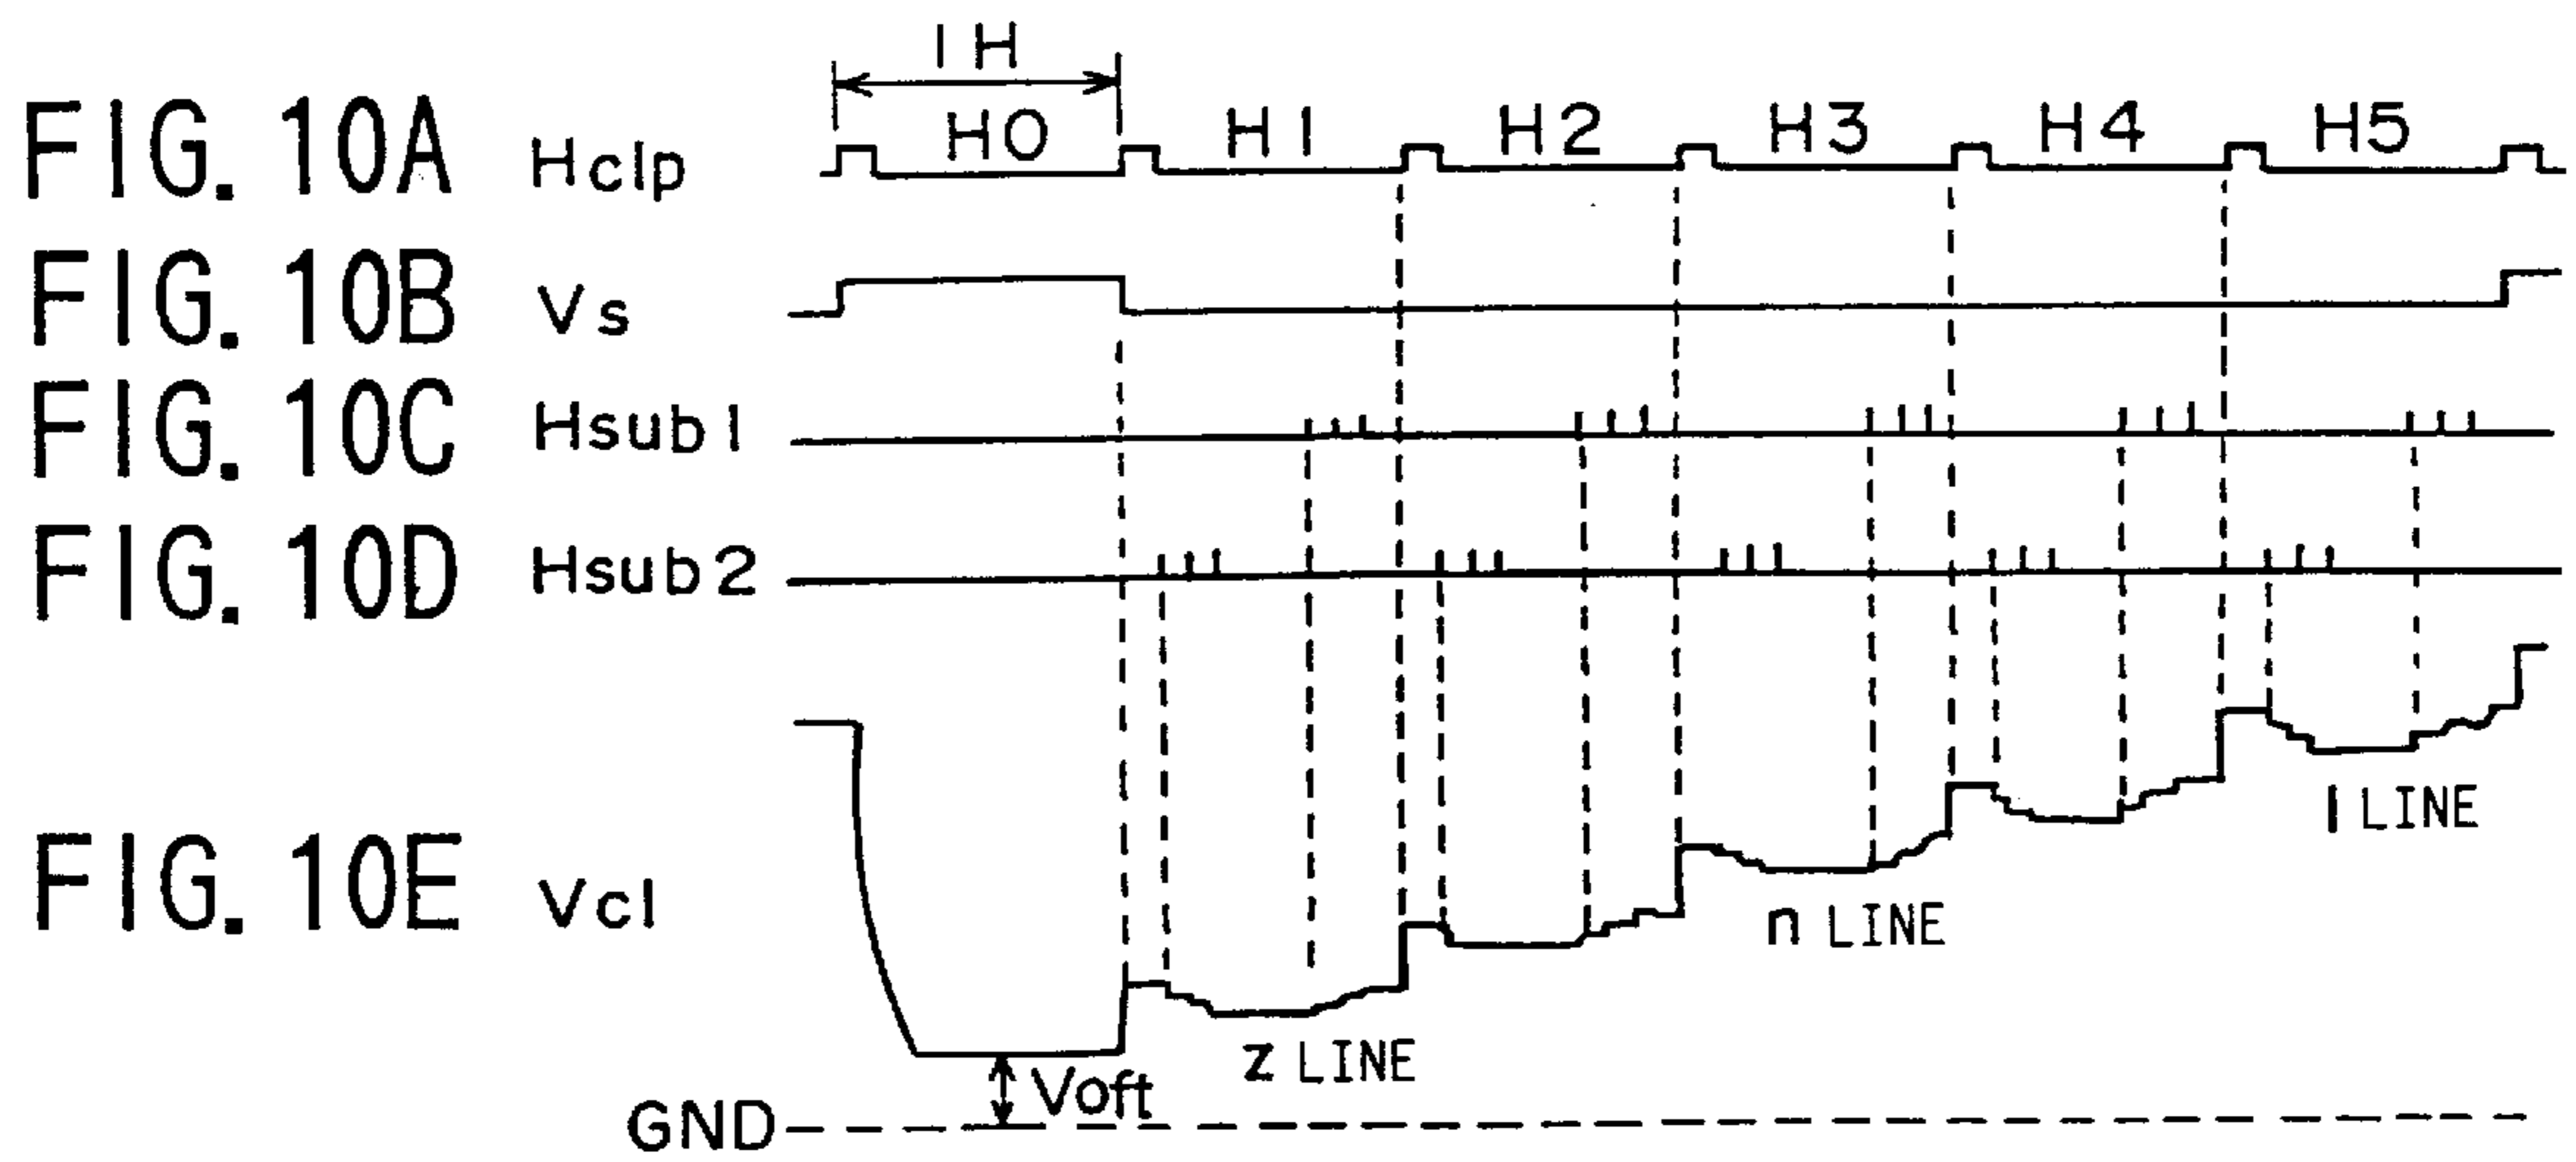 1H
FIG. 10A Hclp H0 H1 H2 H3 H4 H5
FIG. 10B Vs
FIG. 10C Hsub1
FIG. 10D Hsub2
FIG. 10E Vcl
l LINE
n LINE
z LINE
Voft
GND